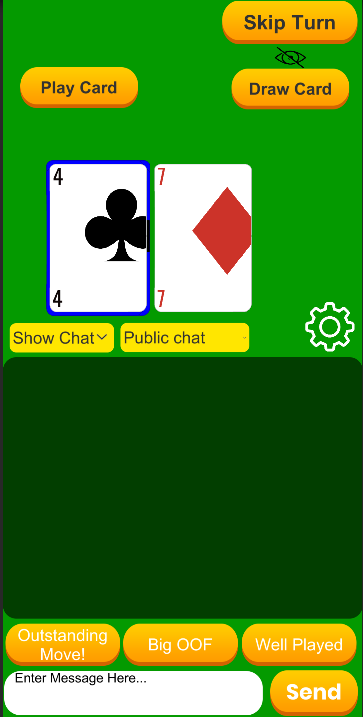 Skip Turn
Play Card
Draw Card
4
7
4
7
Show Chat
Public chat
Outstanding
Move!
Big OOF
Well Played
Enter Message Here...
Send